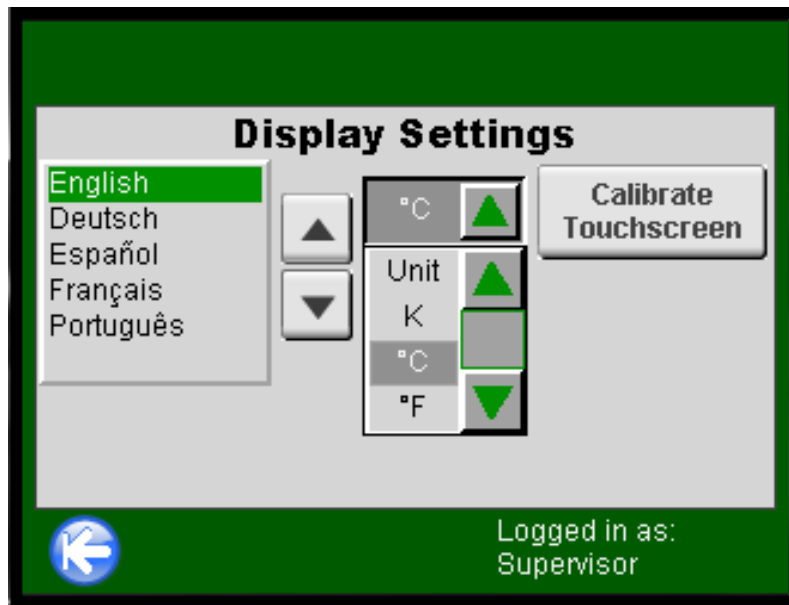 Display Settings
English
Deutsch
Español
Français
Português
°C
Unit
K
°C
°F
Calibrate
Touchscreen
Logged in as:
Supervisor